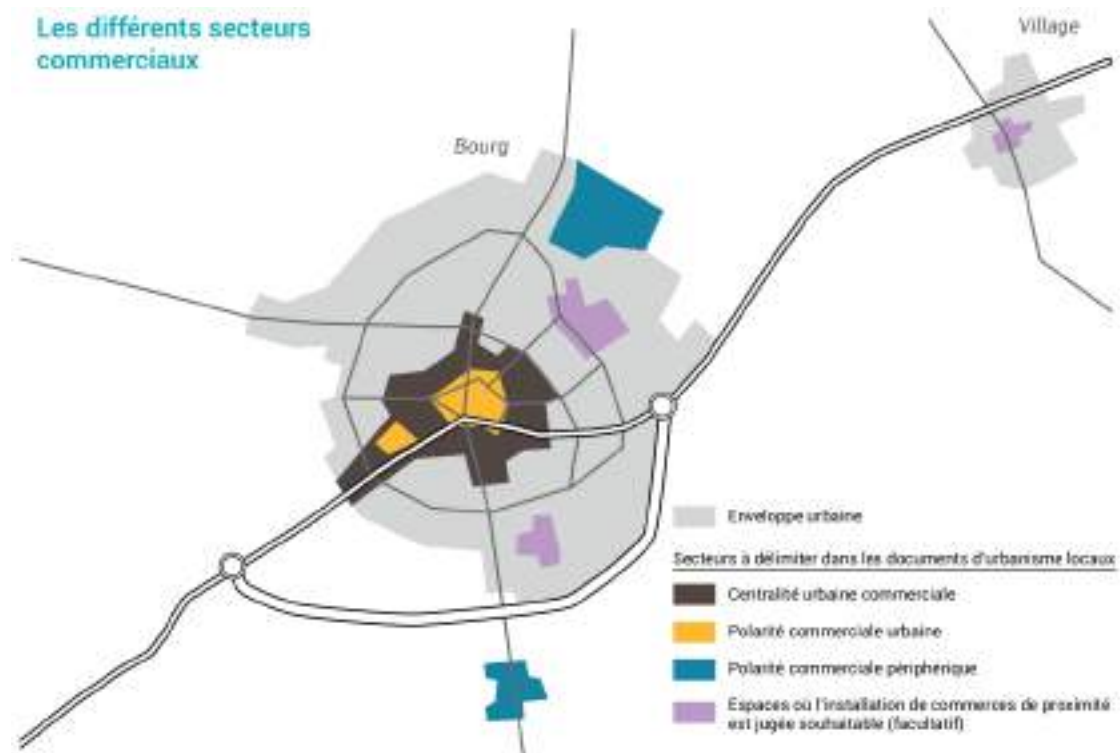 Les différents secteurs
commerciaux
Village
Bourg
Enveloppe urbaine
Secteurs à délimiter dans les documents d'urbanisme locaux
Centralité urbaine commerciale
Polarité commerciale urbaine
Polarité commerciale périphérique
Espaces où l'installation de commerces de proximité
est jugée souhaitable (facultatif)